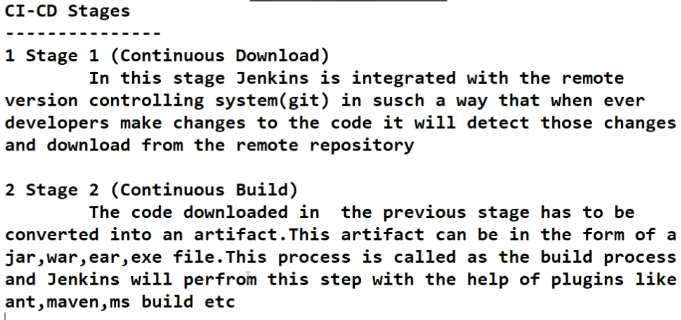 CI-CD Stages
---------------
1 Stage 1 (Continuous Download)
In this stage Jenkins is integrated with the remote
version controlling system(git) in susch a way that when ever
developers make changes to the code it will detect those changes
and download from the remote repository
2 Stage 2 (Continuous Build)
The code downloaded in  the previous stage has to be
converted into an artifact.This artifact can be in the form of a
jar,war,ear,exe file.This process is called as the build process
and Jenkins will perfrom this step with the help of plugins like
ant,maven,ms build etc